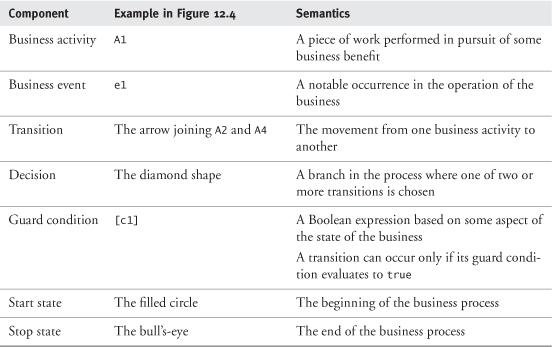 Component Example in Figure 12.4 Semantics
Business activity A1 A piece of work performed in pursuit of some
business benefit
Business event e1 A notable occurrence in the operation of the
business
Transition The arrow joining A2 and A4 The movement from one business activity to
another
Decision The diamond shape A branch in the process where one of two or
more transitions is chosen
Guard condition [c1] A Boolean expression based on some aspect of
the state of the business
A transition can occur only if its guard condi-
tion evaluates to true
Start state The filled circle The beginning of the business process
Stop state The bull's-eye The end of the business process